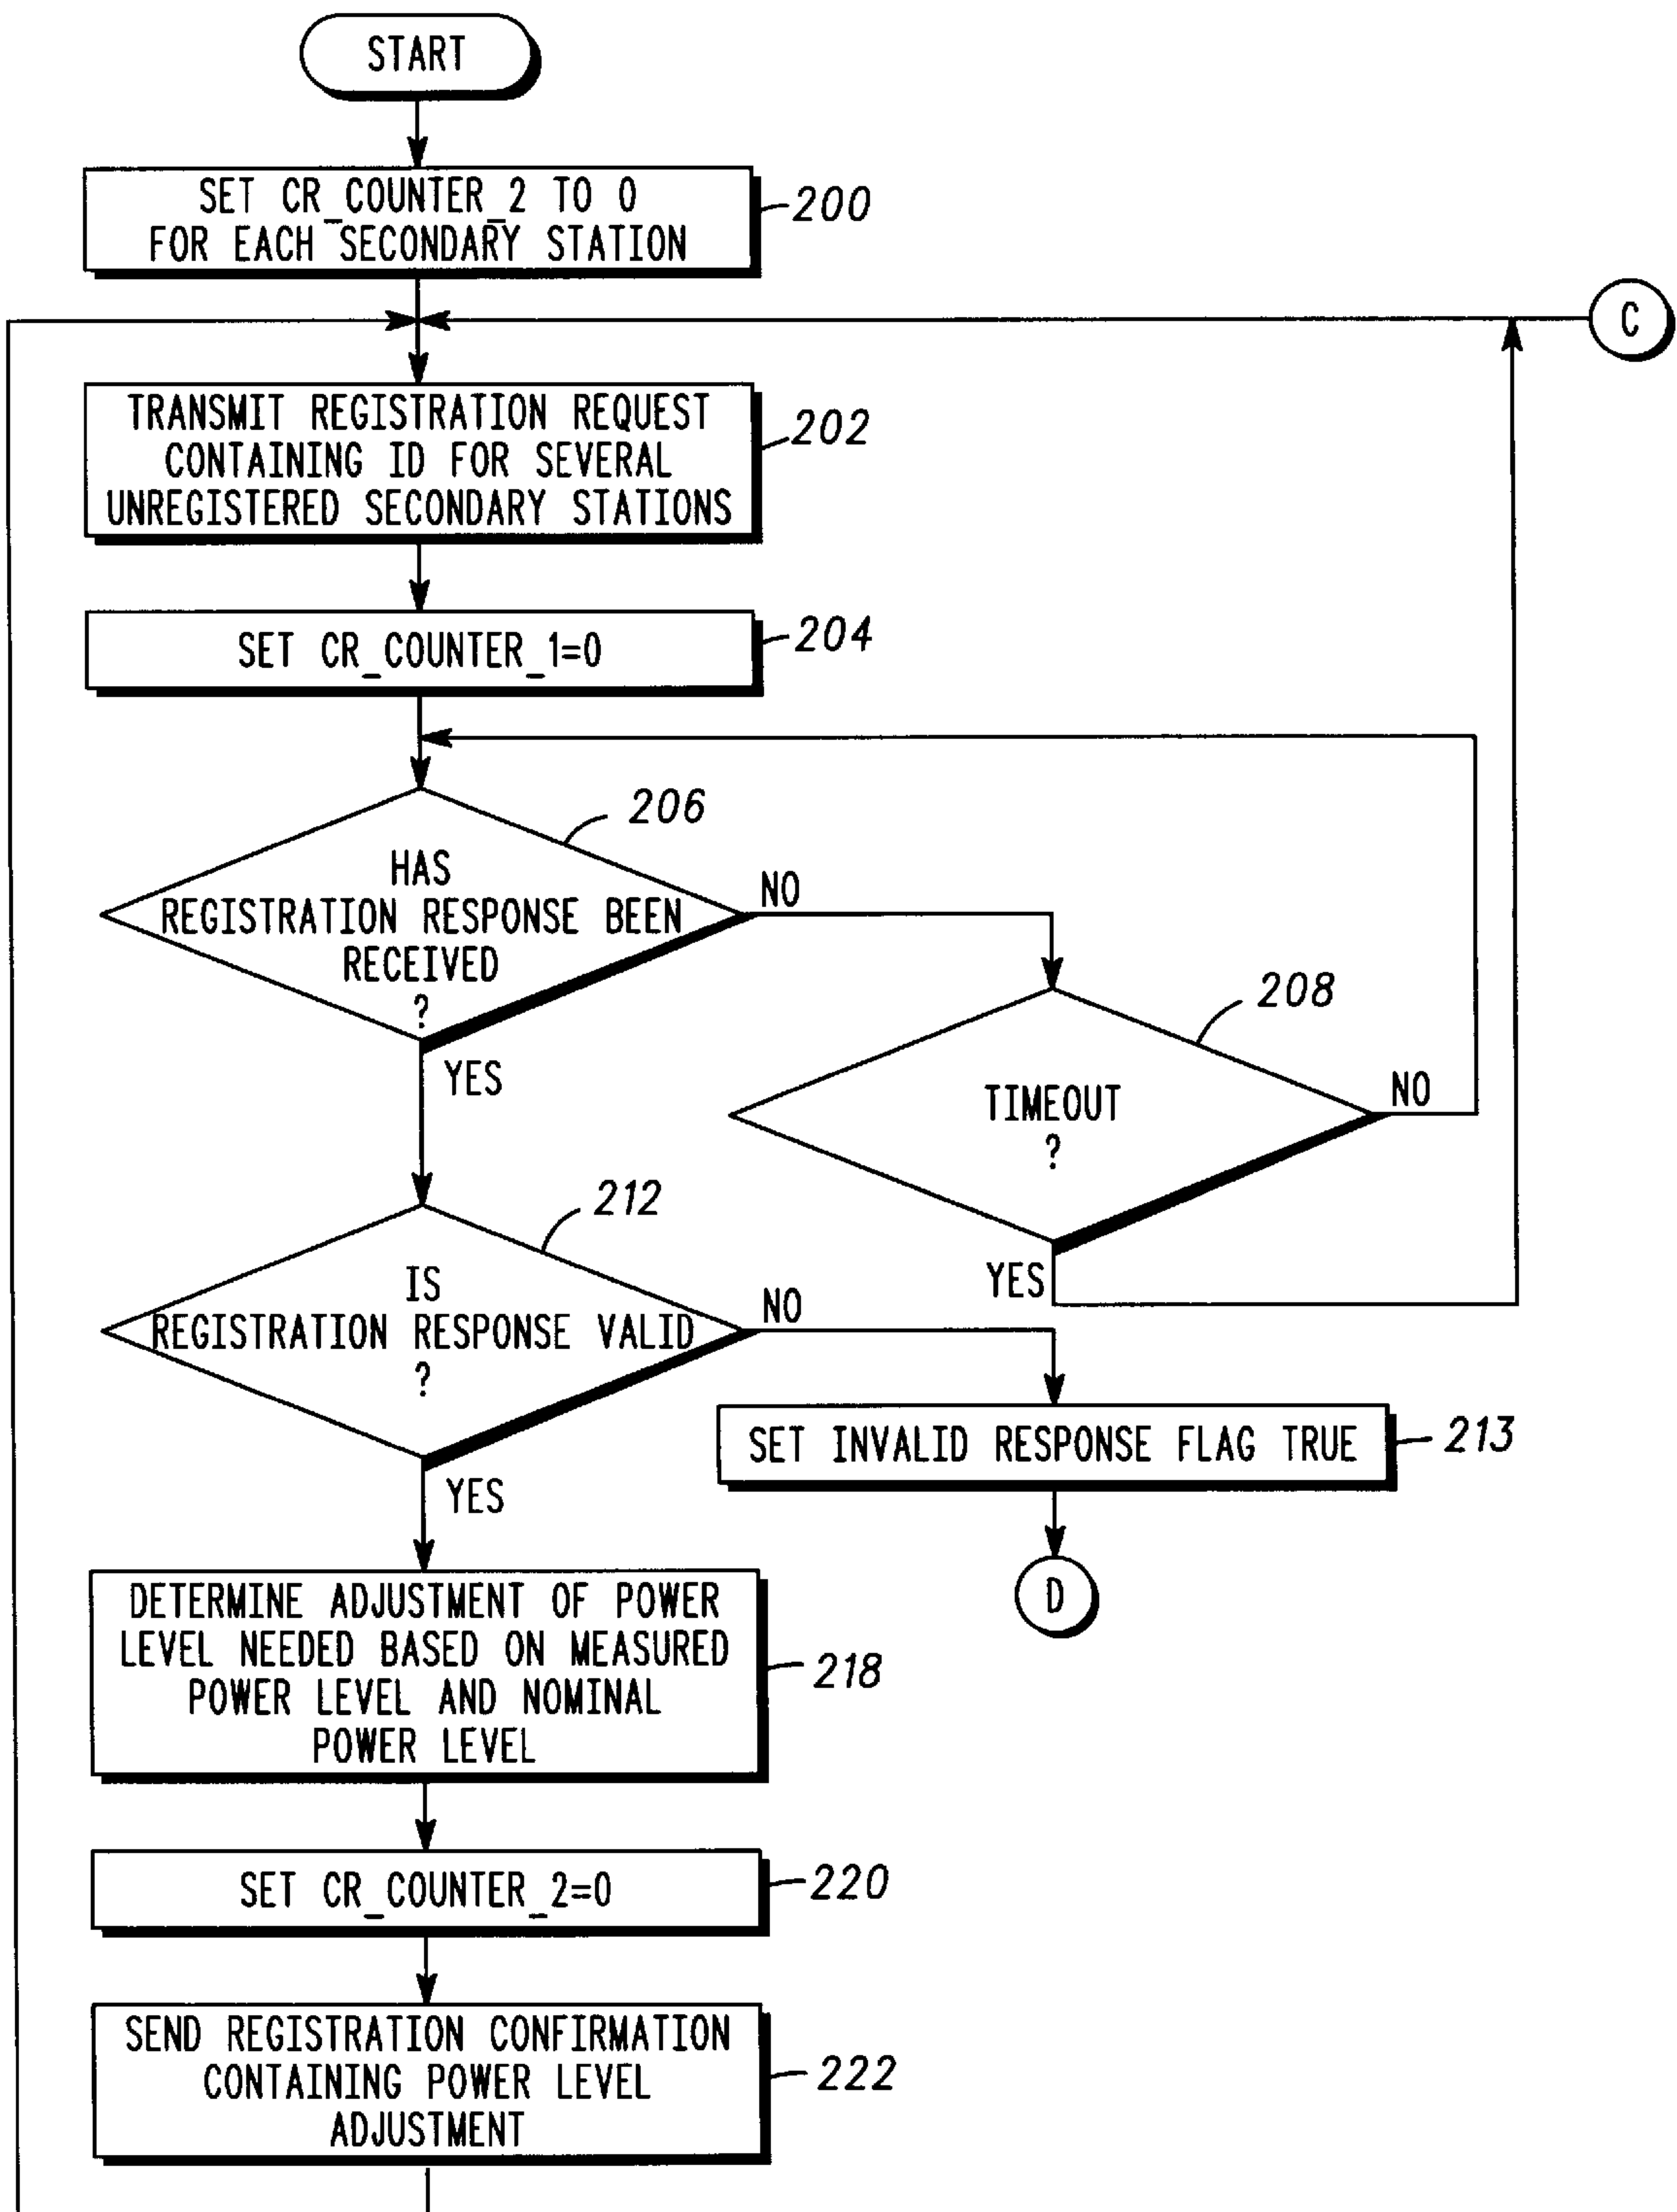 START
SET CR_COUNTER_2 TO 0
FOR EACH SECONDARY STATION
200
C
TRANSMIT REGISTRATION REQUEST
CONTAINING ID FOR SEVERAL
UNREGISTERED SECONDARY STATIONS
202
SET CR_COUNTER_1=0
204
206
HAS
REGISTRATION RESPONSE BEEN
RECEIVED
?
NO
YES
208
TIMEOUT
?
NO
YES
212
IS
REGISTRATION RESPONSE VALID
?
NO
YES
SET INVALID RESPONSE FLAG TRUE
213
D
DETERMINE ADJUSTMENT OF POWER
LEVEL NEEDED BASED ON MEASURED
POWER LEVEL AND NOMINAL
POWER LEVEL
218
SET CR_COUNTER_2=0
220
SEND REGISTRATION CONFIRMATION
CONTAINING POWER LEVEL
ADJUSTMENT
222